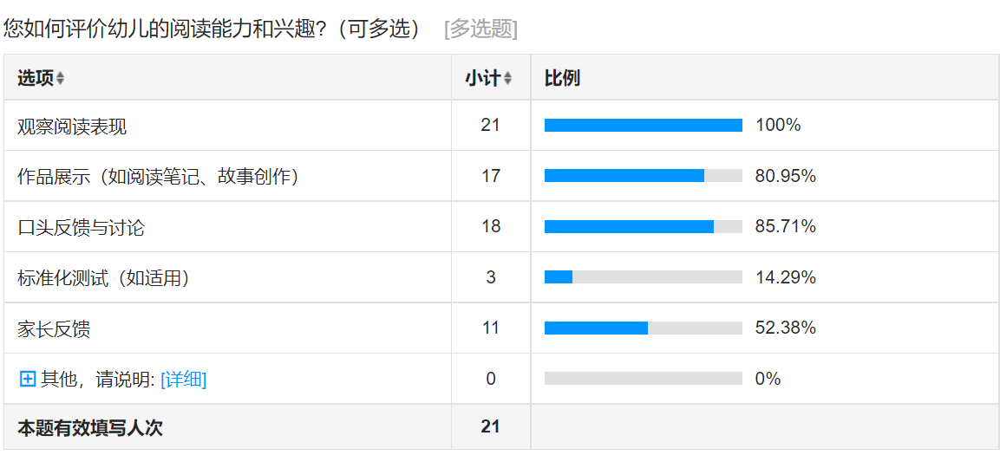 您如何评价幼儿的阅读能力和兴趣?（可多选） [多选题]
选项 小计 比例
观察阅读表现 21 100%
作品展示（如阅读笔记、故事创作） 17 80.95%
口头反馈与讨论 18 85.71%
标准化测试（如适用） 3 14.29%
家长反馈 11 52.38%
其他，请说明: [详细] 0 0%
本题有效填写人次 21